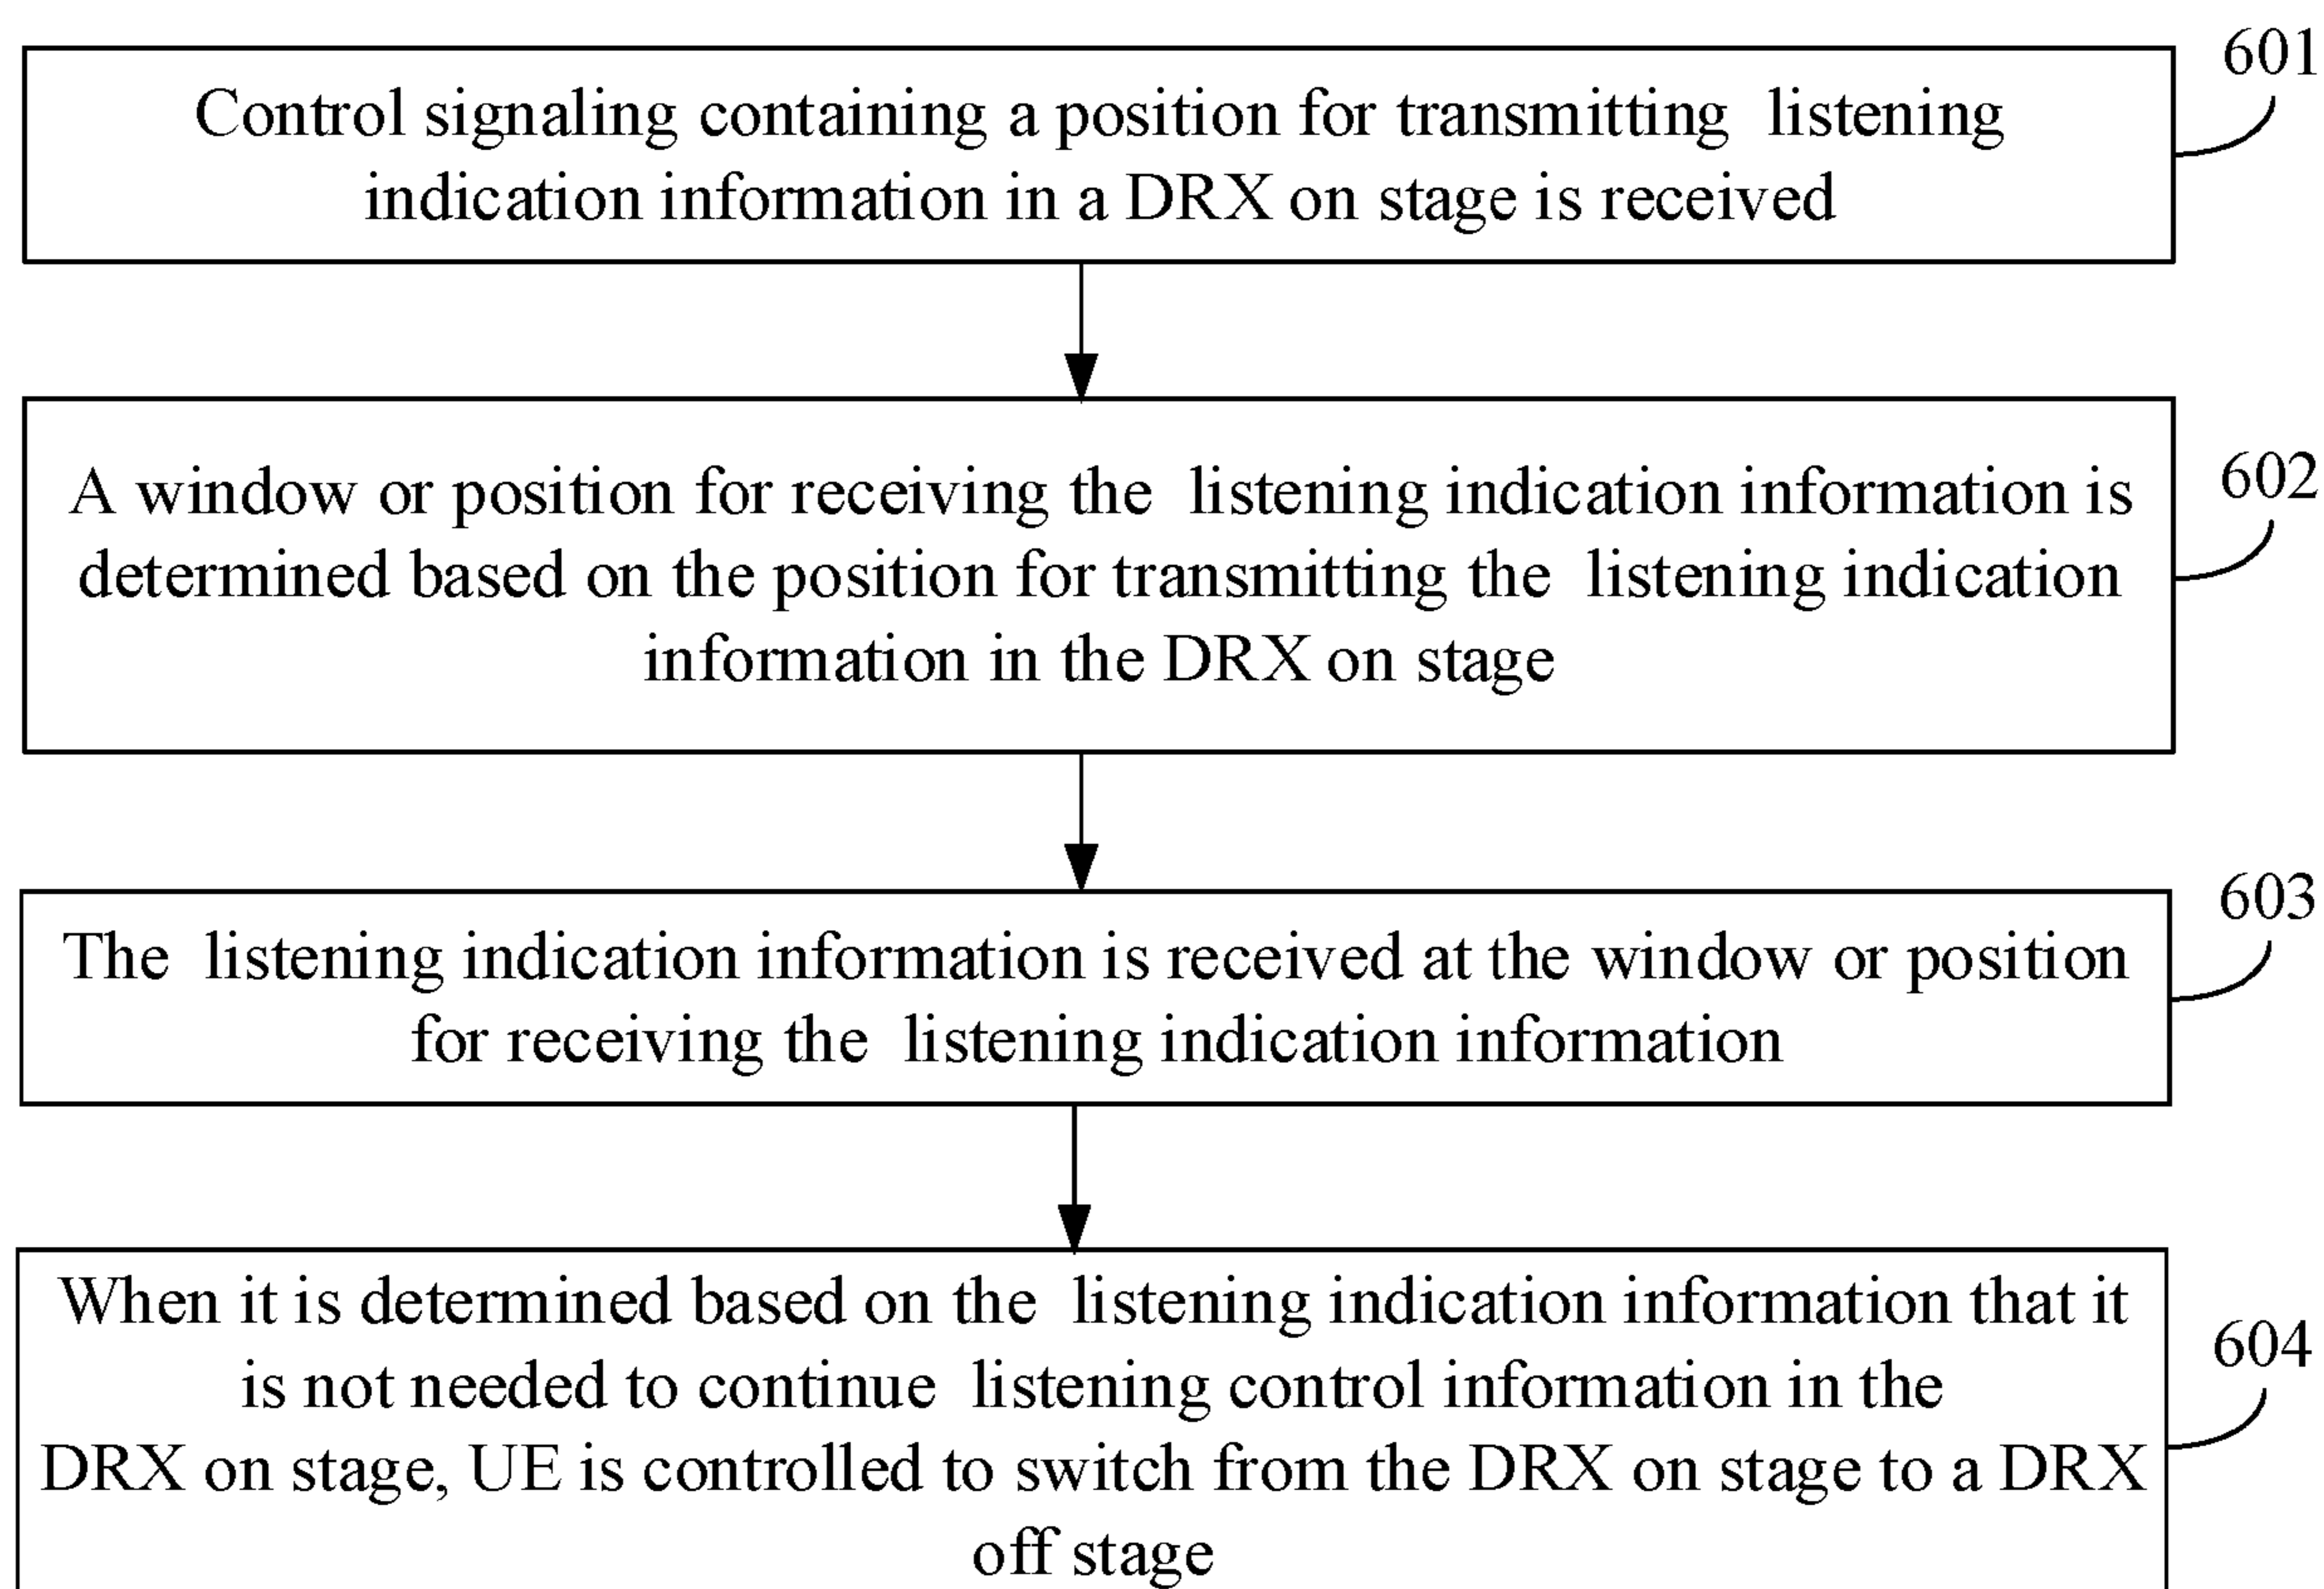 601
Control signaling containing a position for transmitting listening
indication information in a DRX on stage is received
602
A window or position for receiving the listening indication information is
determined based on the position for transmitting the listening indication
information in the DRX on stage
603
The listening indication information is received at the window or position
for receiving the listening indication information
When it is determined based on the listening indication information that it
is not needed to continue listening control information in the
604
DRX on stage, UE is controlled to switch from the DRX on stage to a DRX
off stage